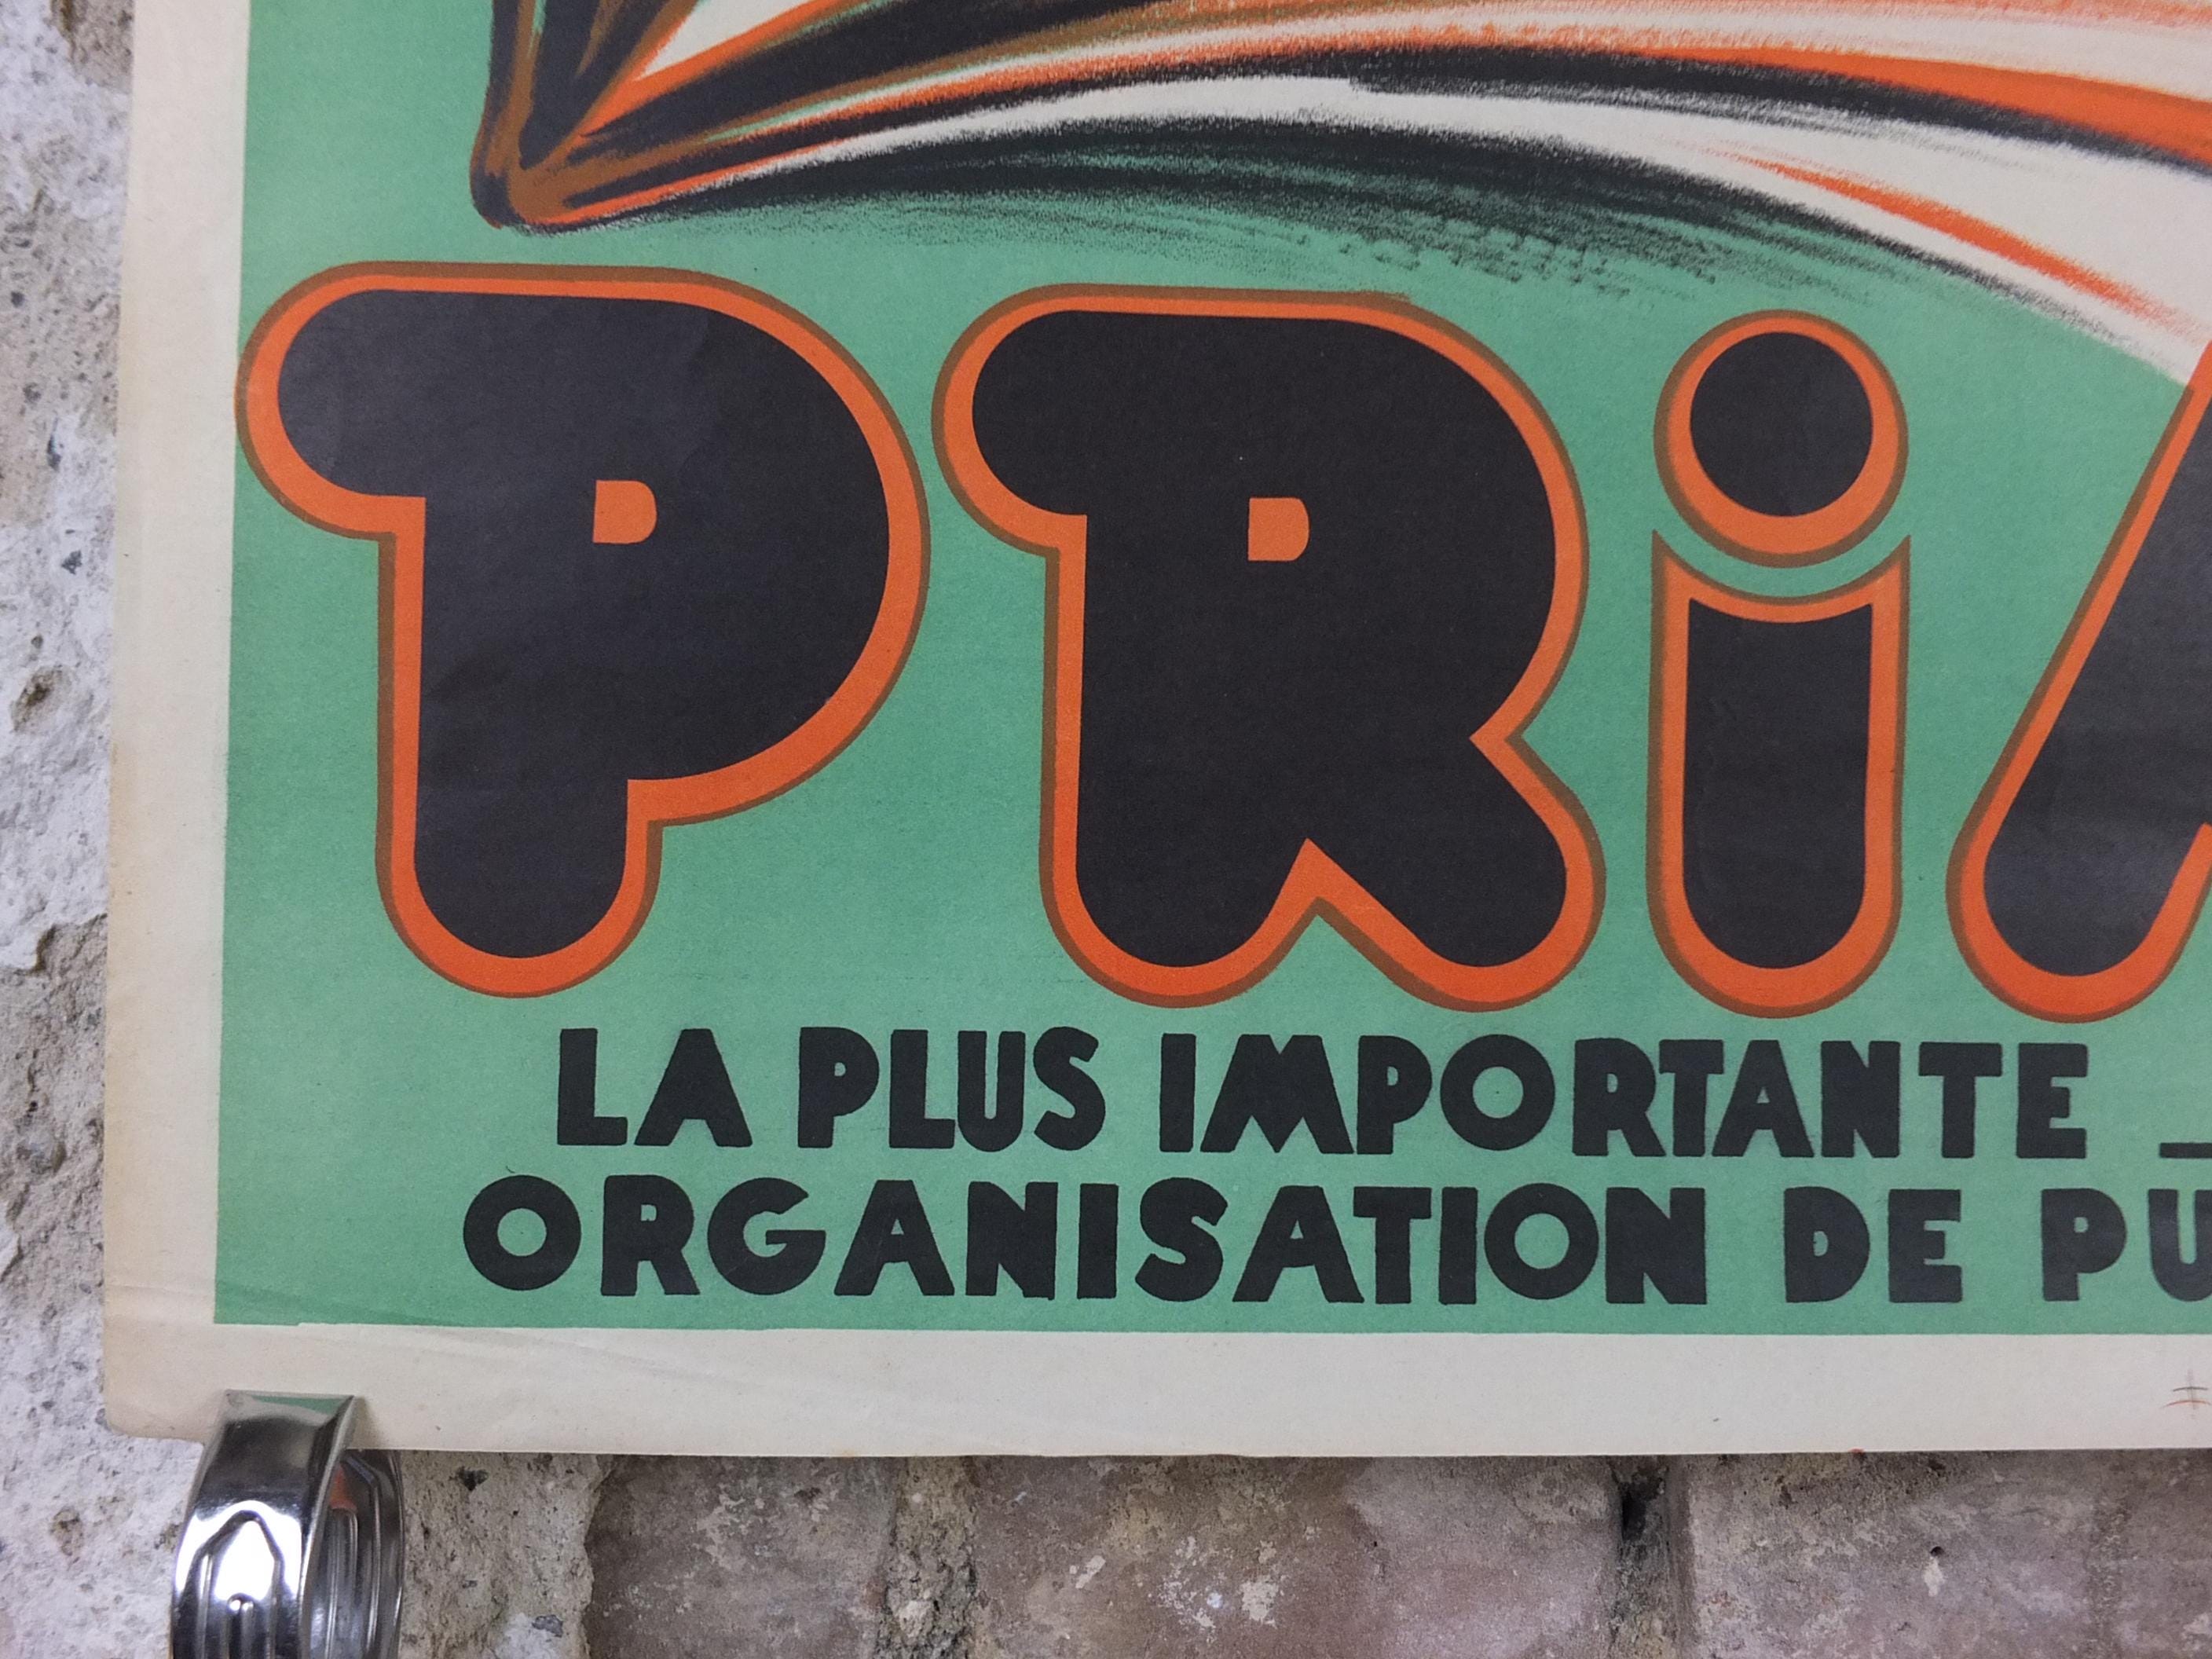 PRi
LA PLUS IMPORTANTE _
ORGANISATION DE PU